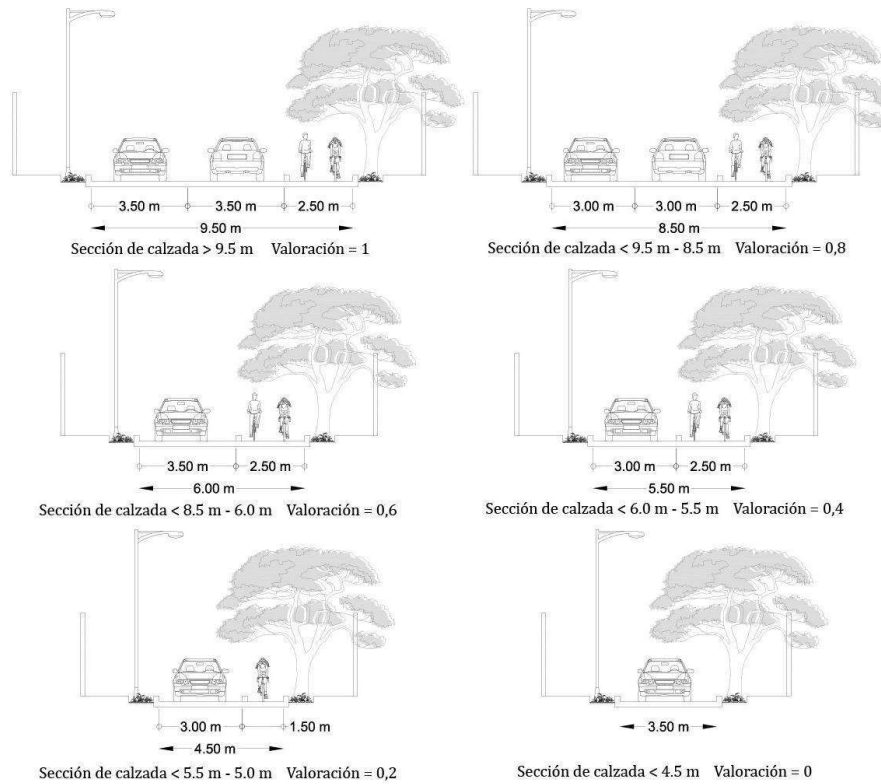 3.50 m 3.50 m 2.50 m
9.50 m
Sección de calzada > 9.5 m Valoración = 1
3.00 m 3.00 m 2.50 m
8.50 m
Sección de calzada < 9.5 m - 8.5 m Valoración = 0,8
3.50 m 2.50 m
6.00 m
Sección de calzada < 8.5 m - 6.0 m Valoración = 0,6
3.00 m 2.50 m
5.50 m
Sección de calzada < 6.0 m - 5.5 m Valoración = 0,4
3.00 m 1.50 m
4.50 m
Sección de calzada < 5.5 m - 5.0 m Valoración = 0,2
3.50 m
Sección de calzada < 4.5 m Valoración = 0